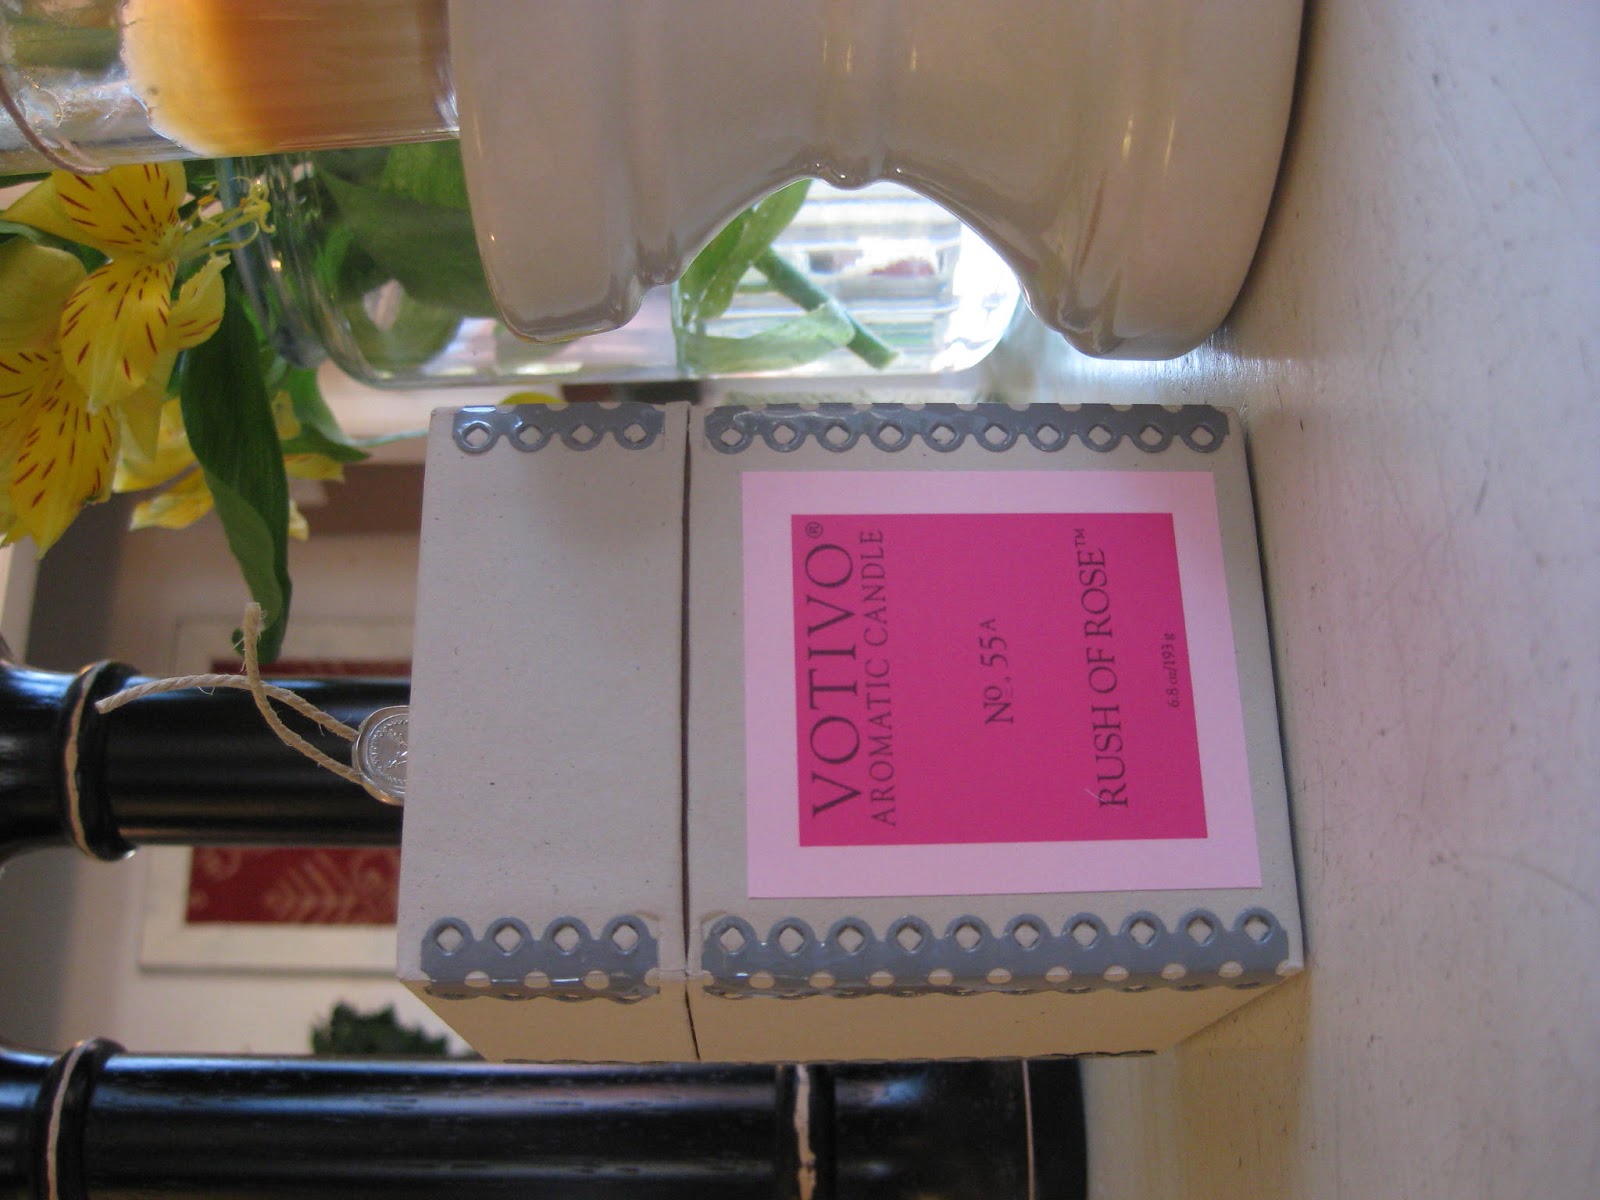 VOTIVO®
AROMATIC CANDLE
Nº. 55A
RUSH OF ROSE™
6.8 oz/193 g